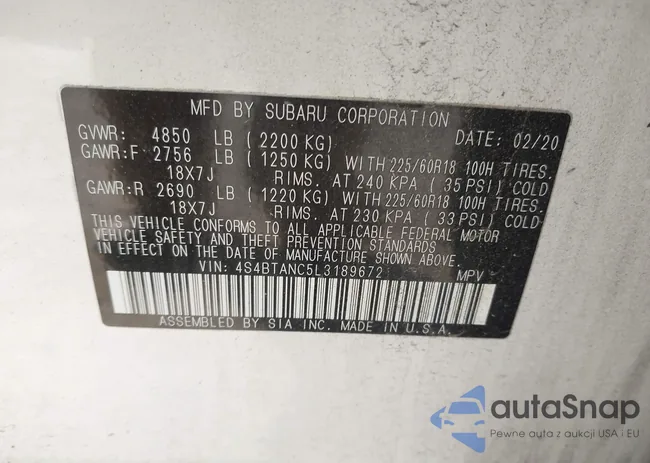 MFD BY SUBARU CORPORATION
GVWR: 4850 LB (2200 KG) DATE: 02/20
GAWR:F 2756 LB (1250 KG) WITH 225/60R18 100H TIRES.
18X7J RIMS. AT 240 KPA ( 35 PSI) COLD
GAWR:R 2690 LB (1220 KG) WITH 225/60R18 100H TIRES.
18X7J RIMS. AT 230 KPA ( 33 PSI) COLD
THIS VEHICLE CONFORMS TO ALL APPLICABLE FEDERAL MOTOR
VEHICLE SAFETY AND THEFT PREVENTION STANDARDS
IN EFFECT ON THE DATE OF MANUFACTURE SHOWN ABOVE.
VIN: 4S4BTANC5L3189672 MPV
ASSEMBLED BY SIA INC. MADE IN U.S.A.
autaSnap
Pewne auta z aukcji USA i EU